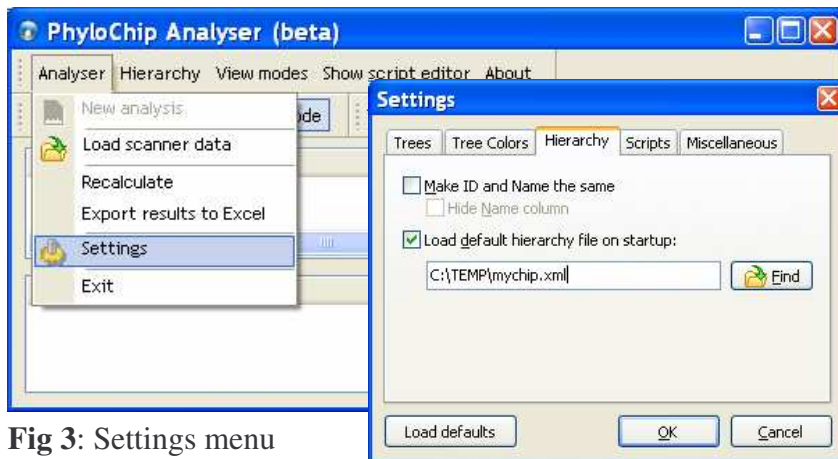 PhyloChip Analyser (beta)
Analyser Hierarchy View modes Show script editor About
New analysis
Load scanner data
Recalculate
Export results to Excel
Settings
Exit
Settings
Trees Tree Colors Hierarchy Scripts Miscellaneous
Make ID and Name the same
Hide Name column
Load default hierarchy file on startup:
C:\TEMP\mychip.xml
Find
Load defaults OK Cancel
Fig 3: Settings menu